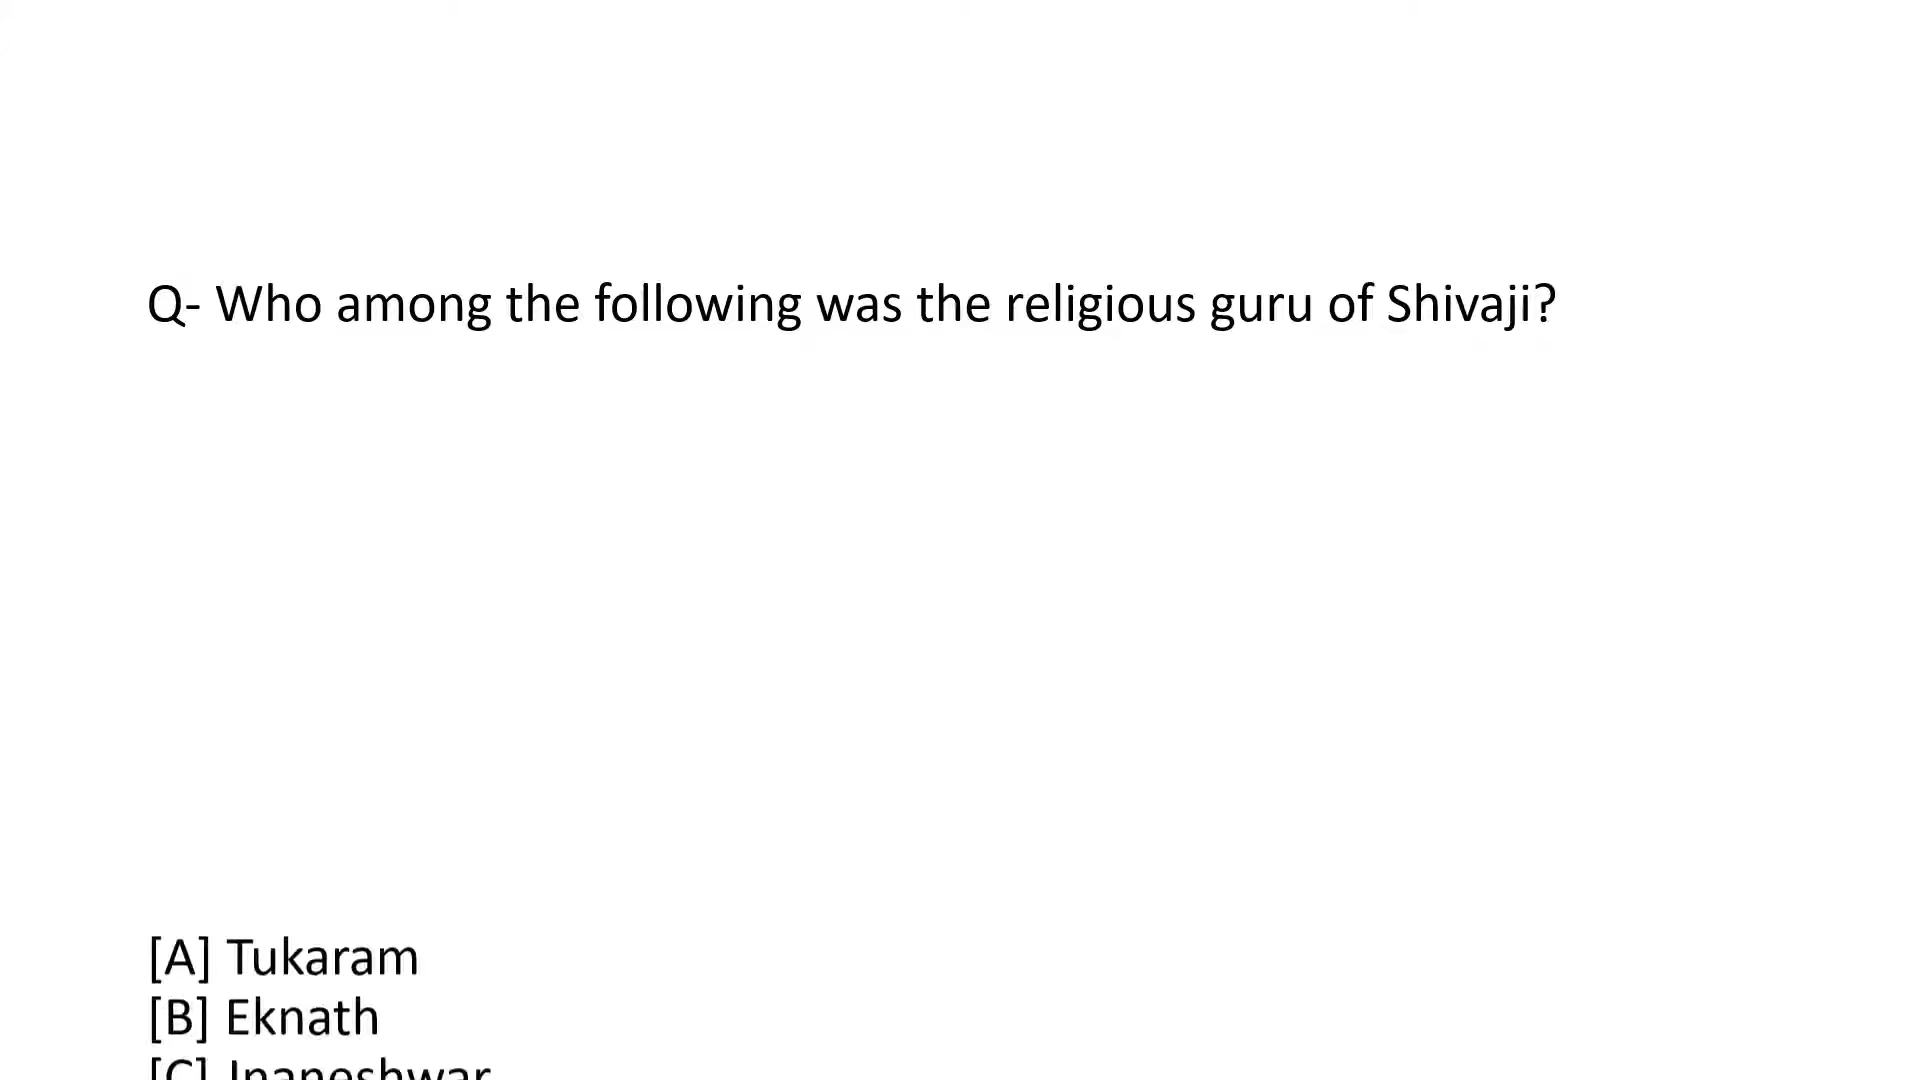 Q- Who among the following was the religious guru of Shivaji?
[A] Tukaram
[B] Eknath
[C] Jnaneshwar